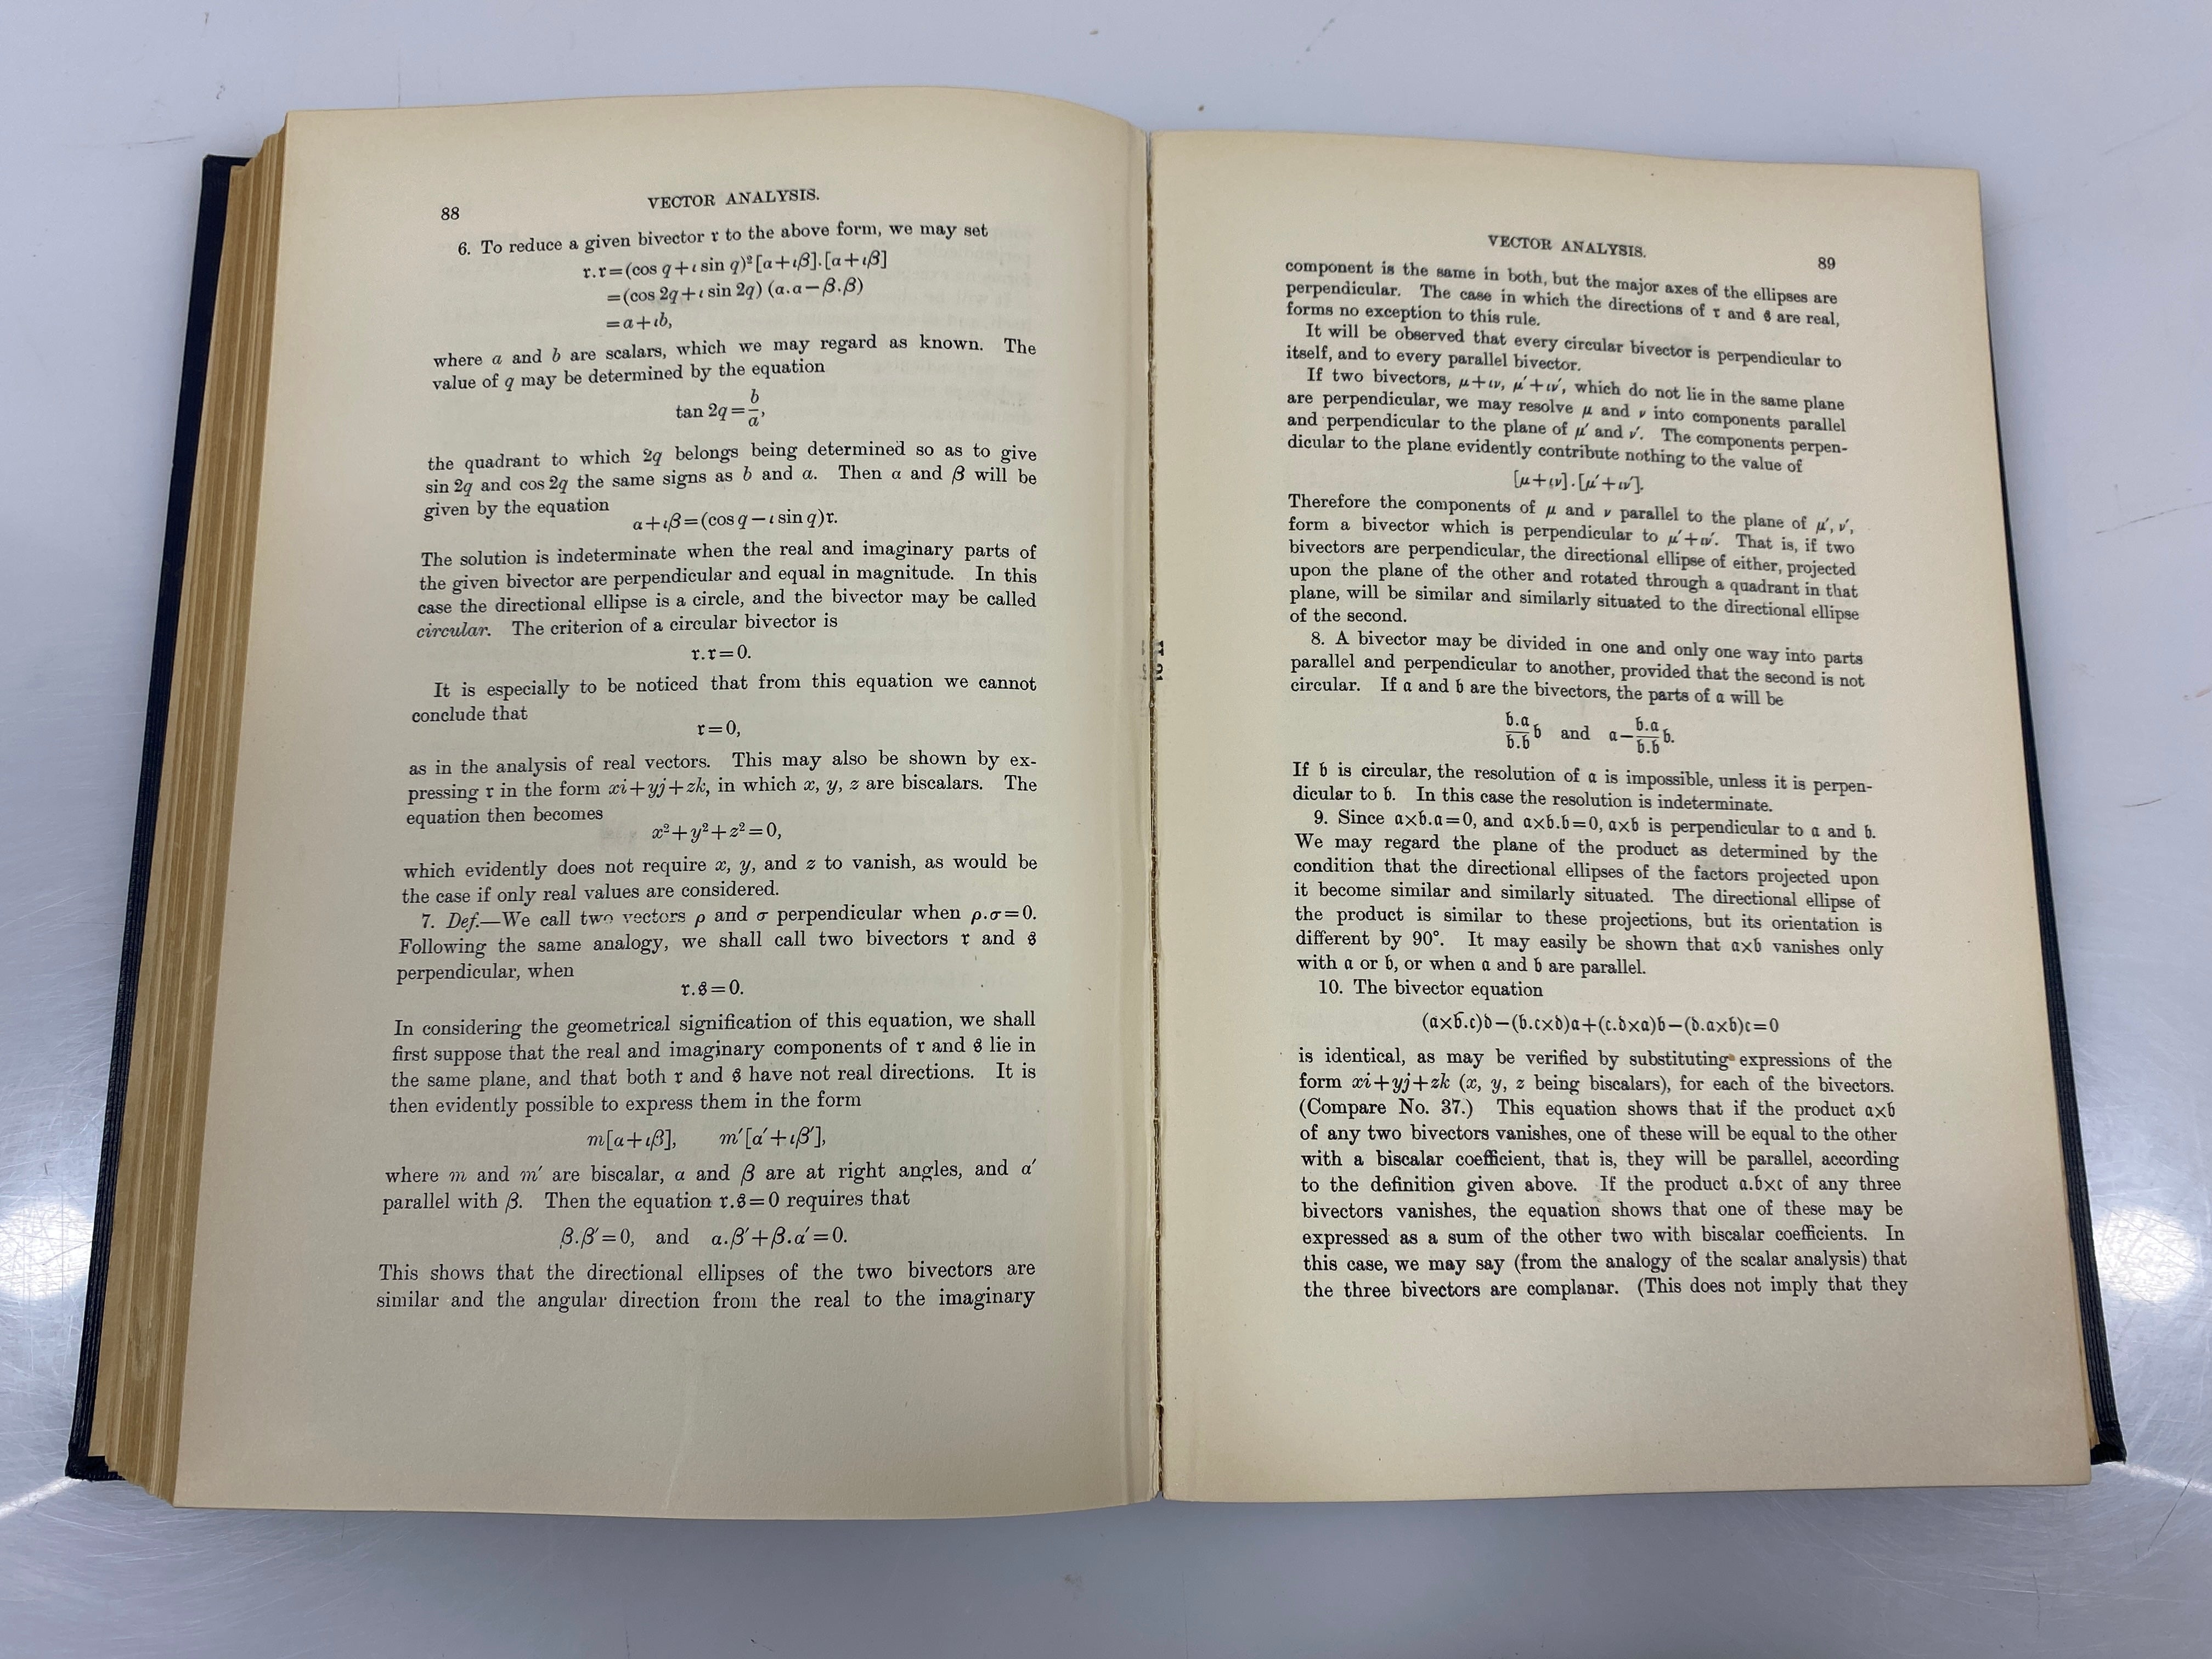 88
VECTOR ANALYSIS.
6. To reduce a given bivector 𝔯 to the above form, we may set
𝔯.𝔯=(cos q+ι sin q)²[α+ιβ].[α+ιβ]
=(cos 2q+ι sin 2q) (α.α−β.β)
=a+ιb,
where a and b are scalars, which we may regard as known. The
value of q may be determined by the equation
tan 2q=b/a,
the quadrant to which 2q belongs being determined so as to give
sin 2q and cos 2q the same signs as b and a. Then α and β will be
given by the equation
α+ιβ=(cos q−ι sin q)𝔯.
The solution is indeterminate when the real and imaginary parts of
the given bivector are perpendicular and equal in magnitude. In this
case the directional ellipse is a circle, and the bivector may be called
circular. The criterion of a circular bivector is
𝔯.𝔯=0.
It is especially to be noticed that from this equation we cannot
conclude that
𝔯=0,
as in the analysis of real vectors. This may also be shown by ex-
pressing 𝔯 in the form xi+yj+zk, in which x, y, z are biscalars. The
equation then becomes
x²+y²+z²=0,
which evidently does not require x, y, and z to vanish, as would be
the case if only real values are considered.
7. Def.—We call two vectors ρ and σ perpendicular when ρ.σ=0.
Following the same analogy, we shall call two bivectors 𝔯 and 𝔰
perpendicular, when
𝔯.𝔰=0.
In considering the geometrical signification of this equation, we shall
first suppose that the real and imaginary components of 𝔯 and 𝔰 lie in
the same plane, and that both 𝔯 and 𝔰 have not real directions. It is
then evidently possible to express them in the form
m[α+ιβ], m′[α′+ιβ′],
where m and m′ are biscalar, α and β are at right angles, and α′
parallel with β. Then the equation 𝔯.𝔰=0 requires that
β.β′=0, and α.β′+β.α′=0.
This shows that the directional ellipses of the two bivectors are
similar and the angular direction from the real to the imaginary
VECTOR ANALYSIS.
89
component is the same in both, but the major axes of the ellipses are
perpendicular. The case in which the directions of 𝔯 and 𝔰 are real,
forms no exception to this rule.
It will be observed that every circular bivector is perpendicular to
itself, and to every parallel bivector.
If two bivectors, μ+ιν, μ′+ιν′, which do not lie in the same plane
are perpendicular, we may resolve μ and ν into components parallel
and perpendicular to the plane of μ′ and ν′. The components perpen-
dicular to the plane evidently contribute nothing to the value of
[μ+ιν].[μ′+ιν′].
Therefore the components of μ and ν parallel to the plane of μ′, ν′,
form a bivector which is perpendicular to μ′+ιν′. That is, if two
bivectors are perpendicular, the directional ellipse of either, projected
upon the plane of the other and rotated through a quadrant in that
plane, will be similar and similarly situated to the directional ellipse
of the second.
8. A bivector may be divided in one and only one way into parts
parallel and perpendicular to another, provided that the second is not
circular. If 𝔞 and 𝔟 are the bivectors, the parts of 𝔞 will be
𝔟.𝔞/𝔟.𝔟 𝔟 and 𝔞−𝔟.𝔞/𝔟.𝔟 𝔟.
If 𝔟 is circular, the resolution of 𝔞 is impossible, unless it is perpen-
dicular to 𝔟. In this case the resolution is indeterminate.
9. Since 𝔞×𝔟.𝔞=0, and 𝔞×𝔟.𝔟=0, 𝔞×𝔟 is perpendicular to 𝔞 and 𝔟.
We may regard the plane of the product as determined by the
condition that the directional ellipses of the factors projected upon
it become similar and similarly situated. The directional ellipse of
the product is similar to these projections, but its orientation is
different by 90°. It may easily be shown that 𝔞×𝔟 vanishes only
with 𝔞 or 𝔟, or when 𝔞 and 𝔟 are parallel.
10. The bivector equation
(𝔞×𝔟.𝔠)𝔡−(𝔟.𝔠×𝔡)𝔞+(𝔠.𝔡×𝔞)𝔟−(𝔡.𝔞×𝔟)𝔠=0
is identical, as may be verified by substituting expressions of the
form xi+yj+zk (x, y, z being biscalars), for each of the bivectors.
(Compare No. 37.) This equation shows that if the product 𝔞×𝔟
of any two bivectors vanishes, one of these will be equal to the other
with a biscalar coefficient, that is, they will be parallel, according
to the definition given above. If the product 𝔞.𝔟×𝔠 of any three
bivectors vanishes, the equation shows that one of these may be
expressed as a sum of the other two with biscalar coefficients. In
this case, we may say (from the analogy of the scalar analysis) that
the three bivectors are complanar. (This does not imply that they